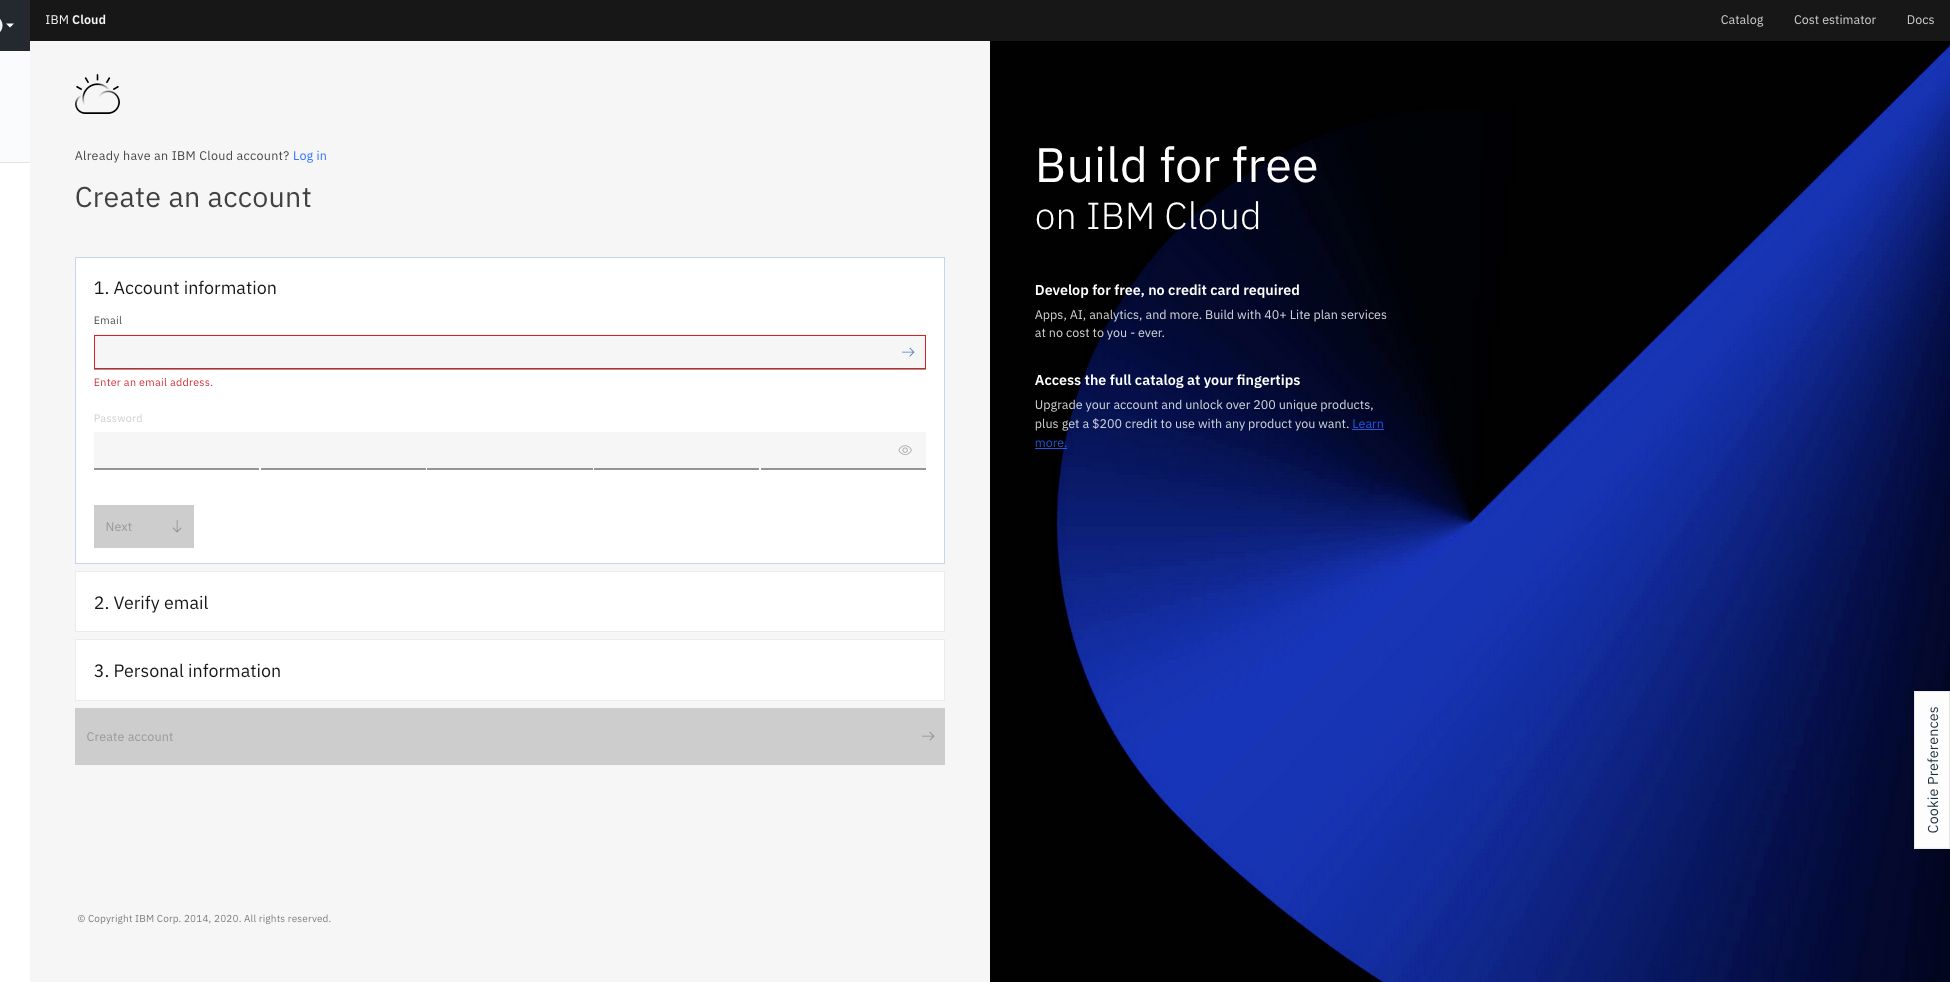 IBM Cloud
Catalog
Cost estimator
Docs
Already have an IBM Cloud account? Log in
Create an account
1. Account information
Email
Enter an email address.
Password
Next
2. Verify email
3. Personal information
Create account
© Copyright IBM Corp. 2014, 2020. All rights reserved.
Build for free
on IBM Cloud
Develop for free, no credit card required
Apps, AI, analytics, and more. Build with 40+ Lite plan services
at no cost to you - ever.
Access the full catalog at your fingertips
Upgrade your account and unlock over 200 unique products,
plus get a $200 credit to use with any product you want. Learn
more.
Cookie Preferences